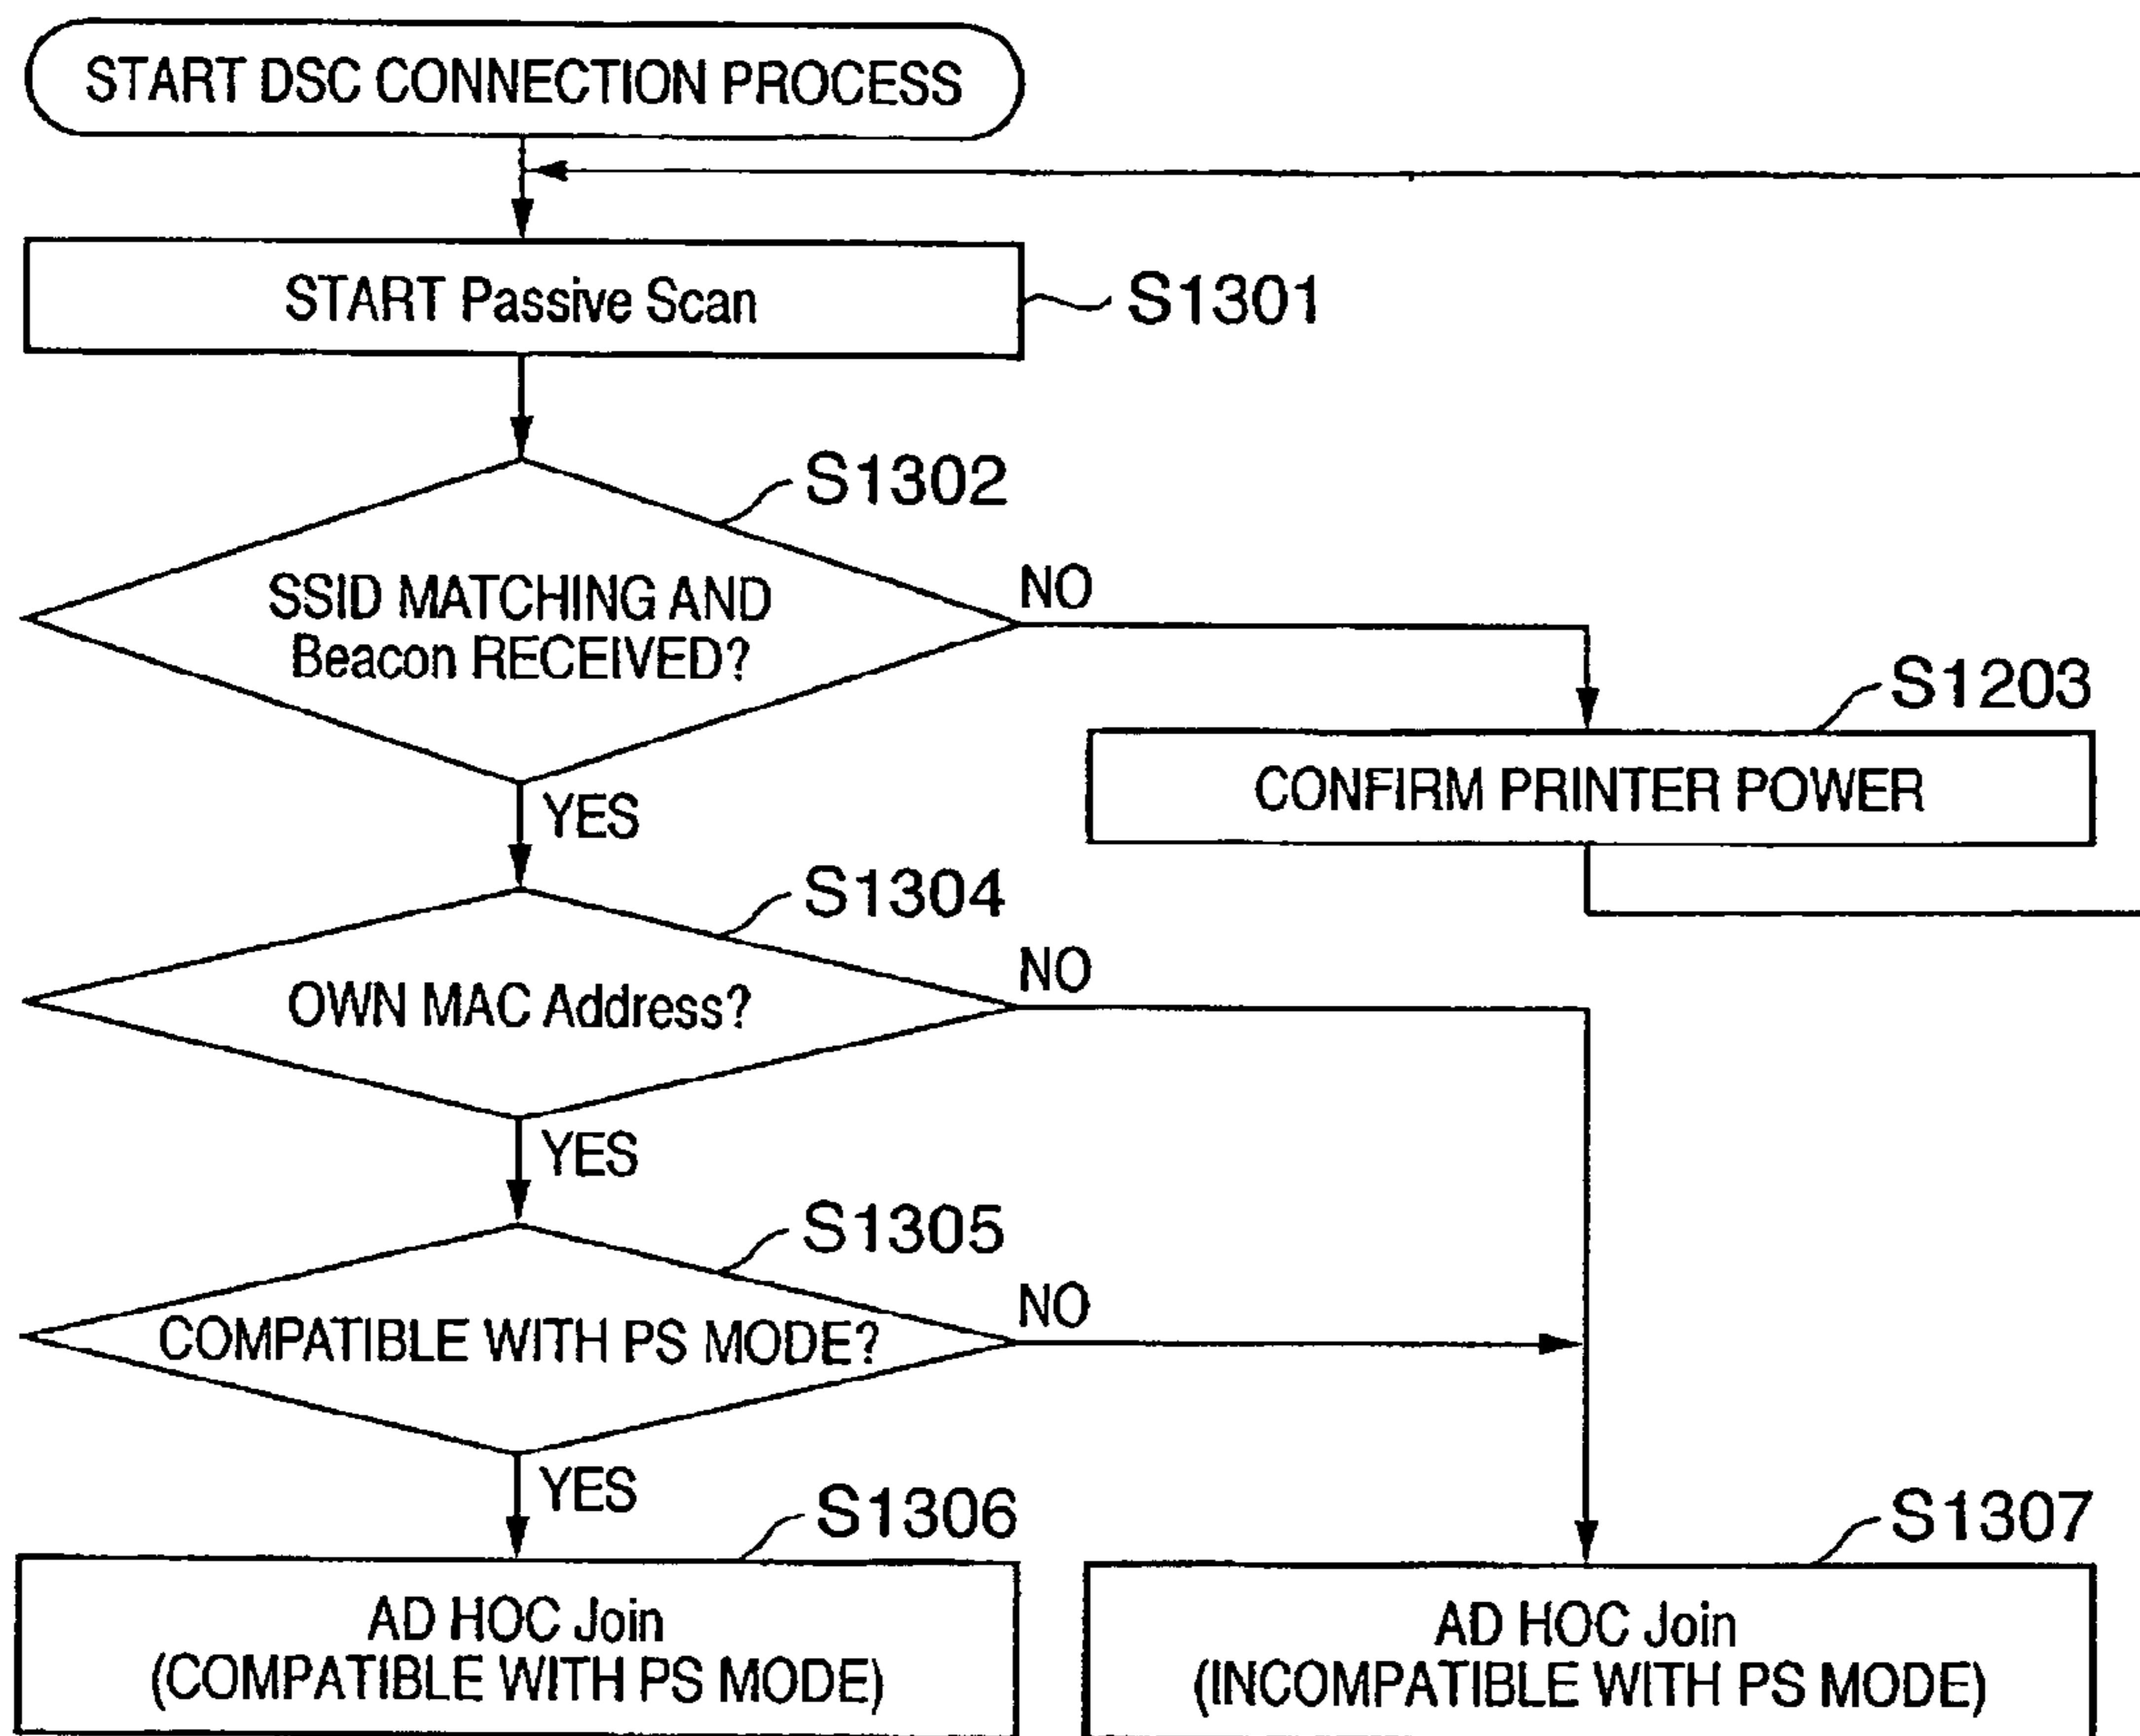 START DSC CONNECTION PROCESS
START Passive Scan
S1301
S1302
SSID MATCHING AND
Beacon RECEIVED?
NO
YES
S1203
CONFIRM PRINTER POWER
S1304
OWN MAC Address?
NO
YES
S1305
COMPATIBLE WITH PS MODE?
NO
YES
S1306
AD HOC Join
(COMPATIBLE WITH PS MODE)
S1307
AD HOC Join
(INCOMPATIBLE WITH PS MODE)